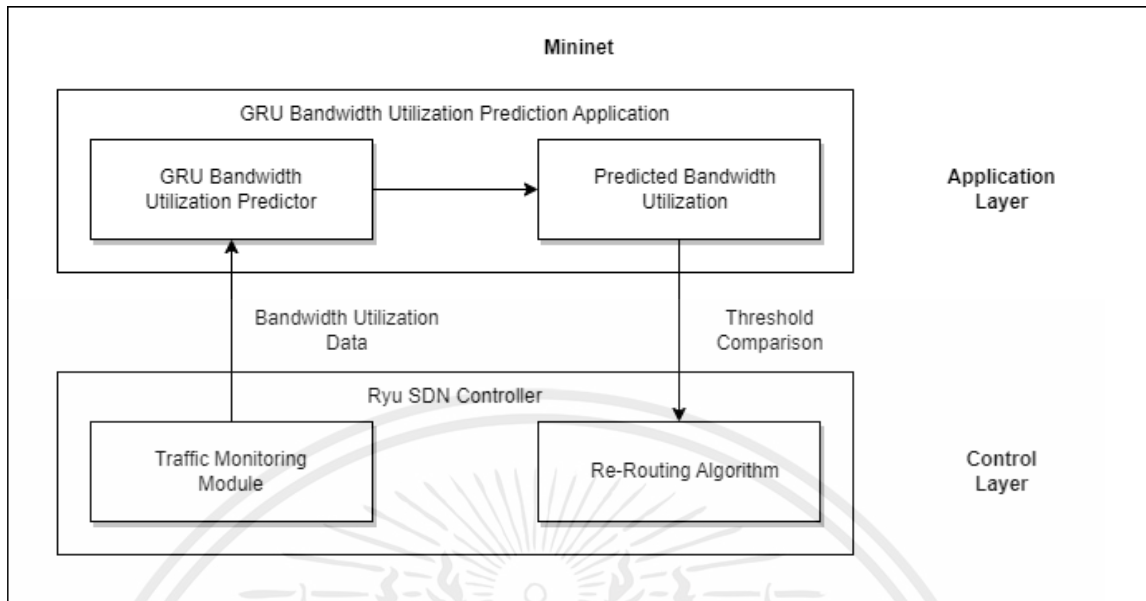 Mininet
GRU Bandwidth Utilization Prediction Application
GRU Bandwidth
Utilization Predictor
Predicted Bandwidth
Utilization
Application
Layer
Bandwidth Utilization
Data
Threshold
Comparison
Ryu SDN Controller
Traffic Monitoring
Module
Re-Routing Algorithm
Control
Layer